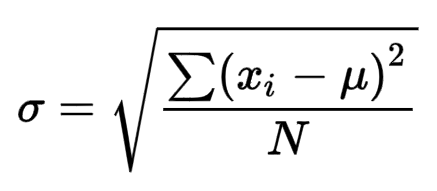 σ = √(∑(xᵢ − μ)² / N)